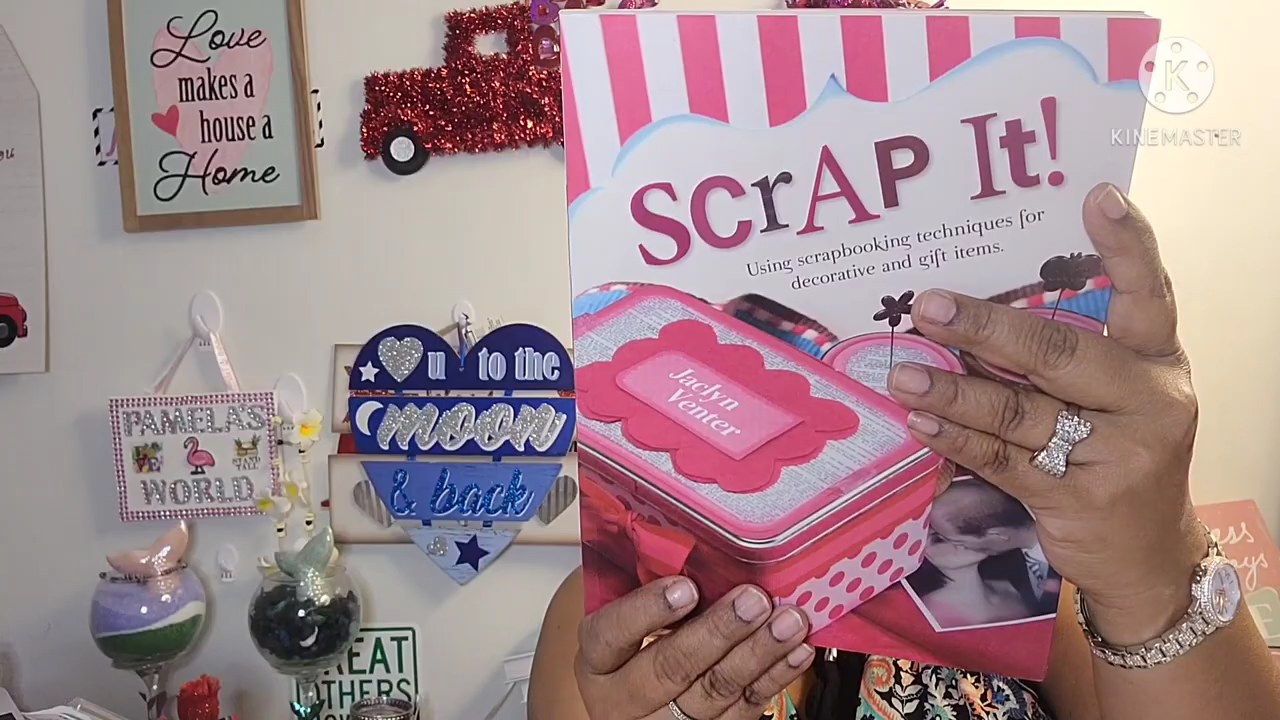 Love
makes a
house a
Home
SCrAP It!
Using scrapbooking techniques for
decorative and gift items.
Jaclyn
Venter
K
KINEMASTER
u to the
moon
& back
PAMELA'S
WORLD